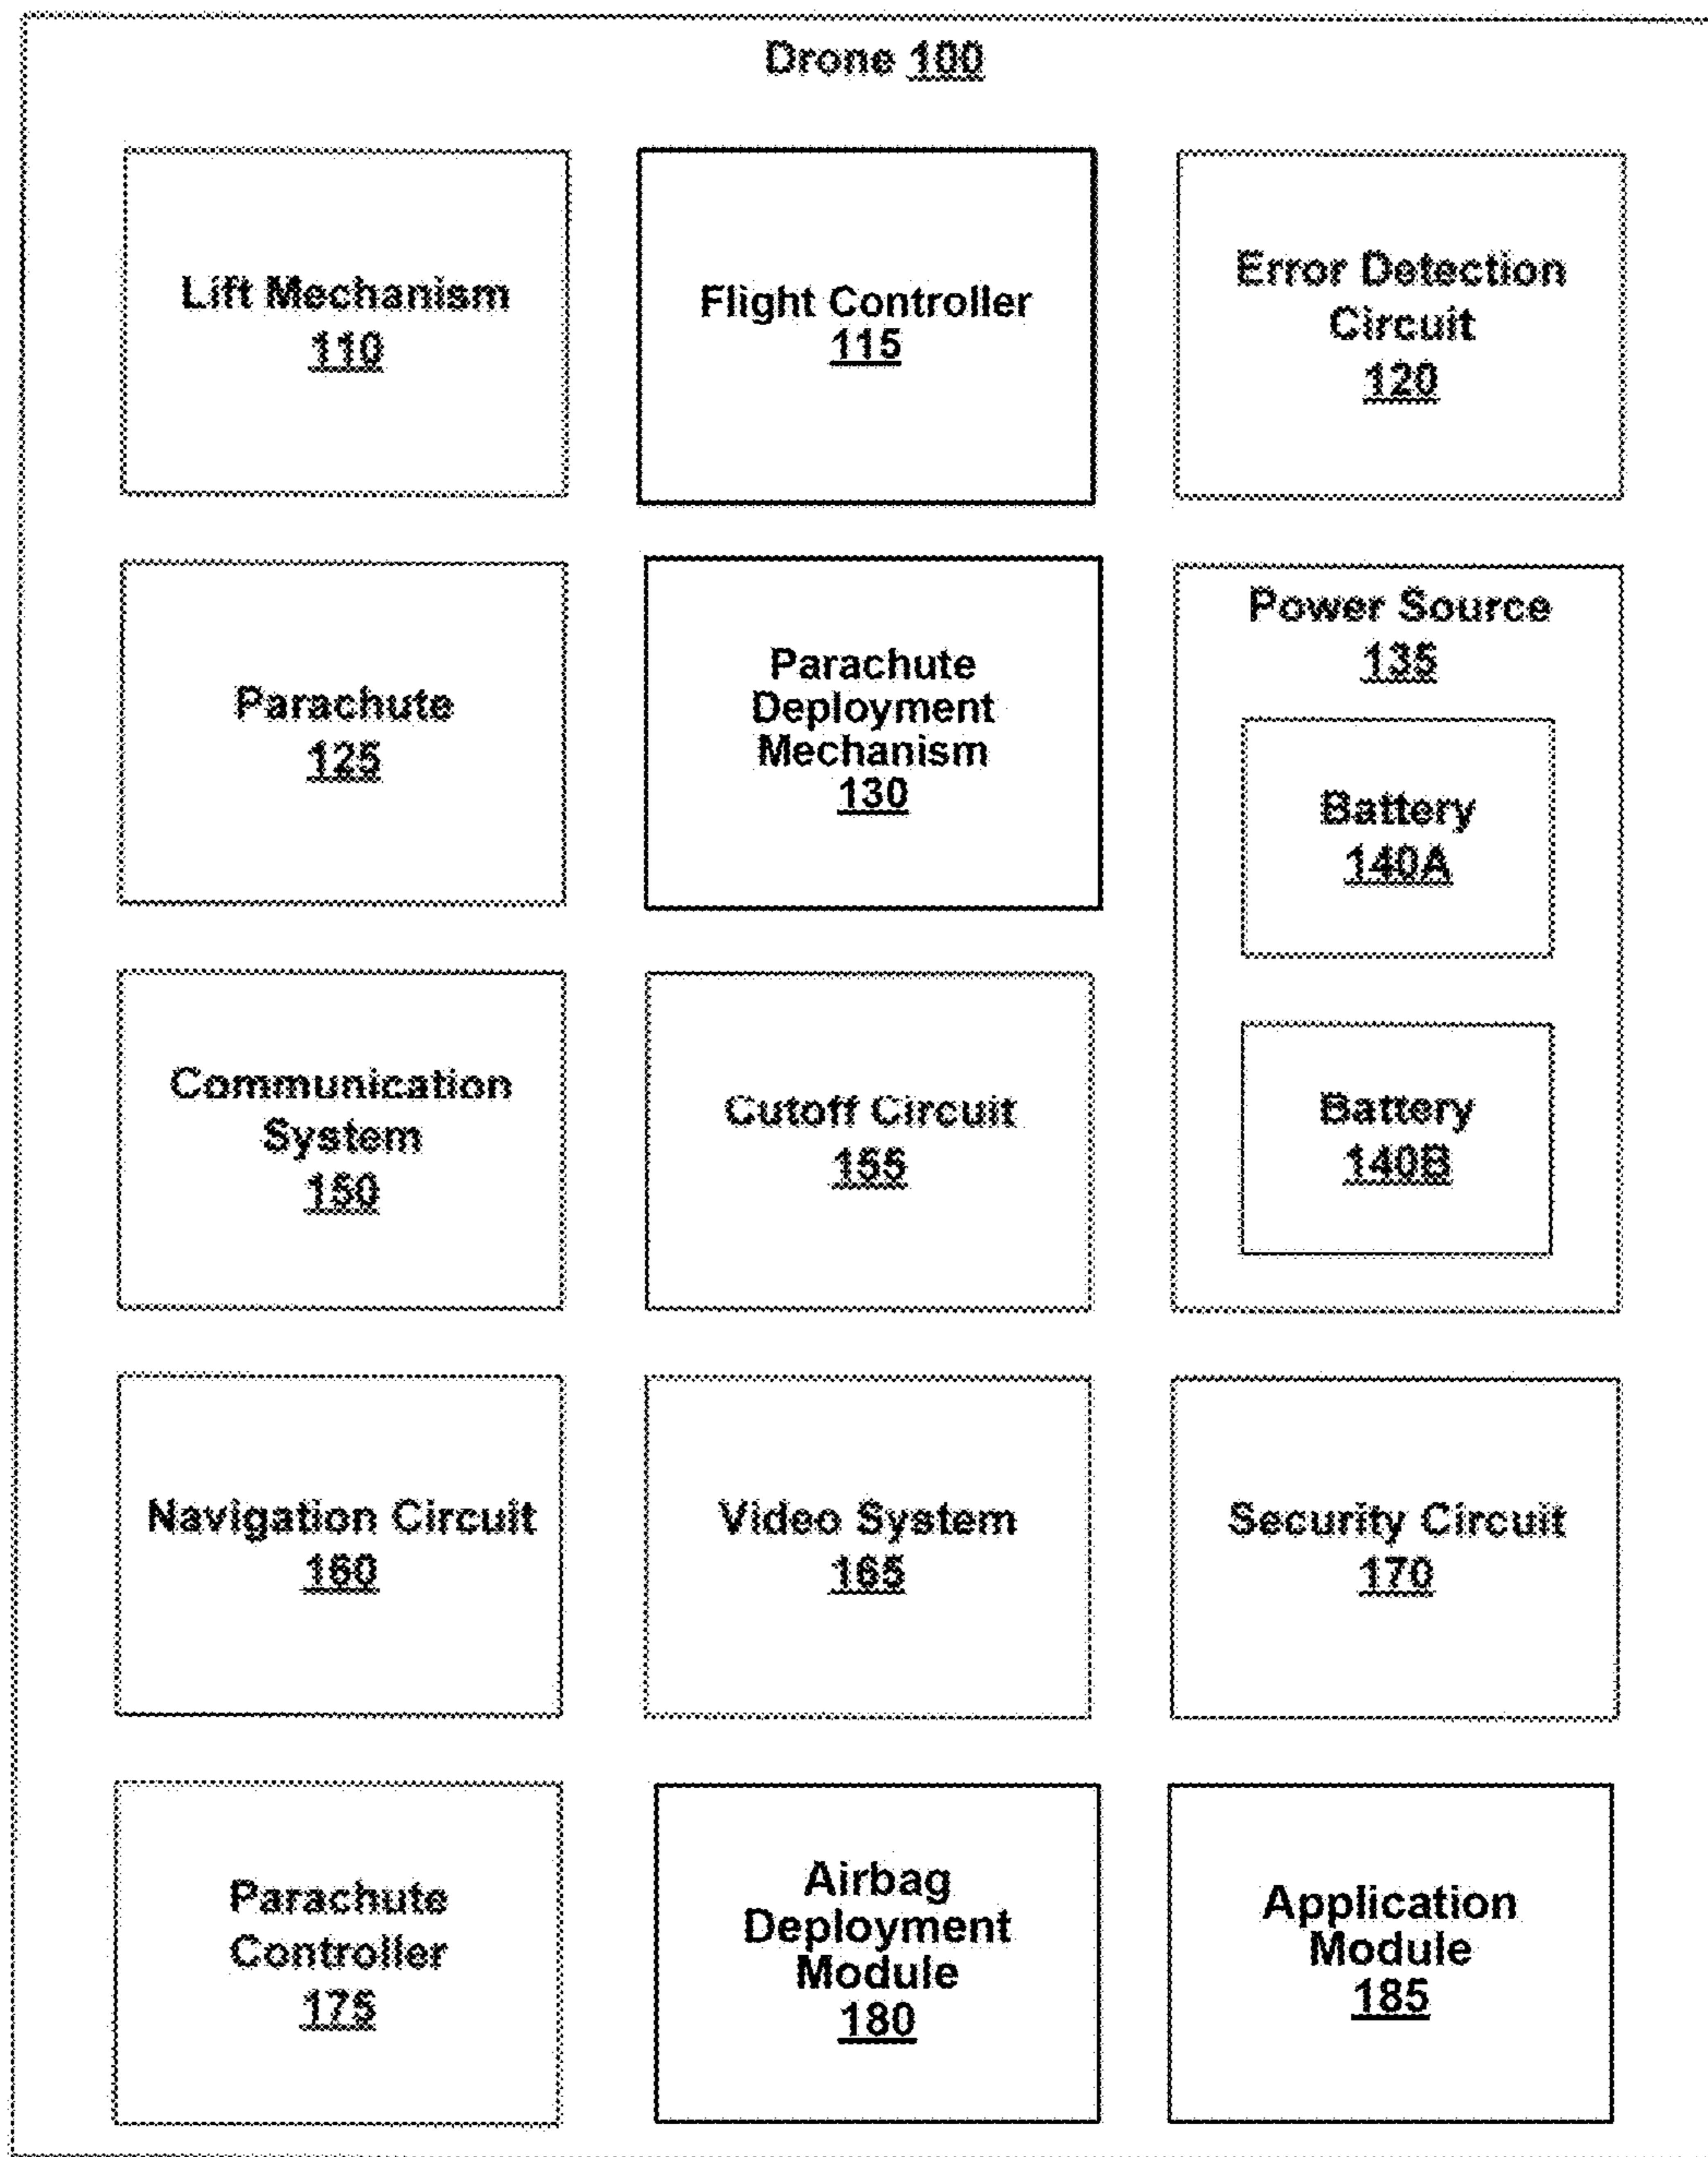 Drone 100
Lift Mechanism
110
Flight Controller
115
Error Detection
Circuit
120
Parachute
125
Parachute
Deployment
Mechanism
130
Power Source
135
Battery
140A
Battery
140B
Communication
System
150
Cutoff Circuit
155
Navigation Circuit
160
Video System
165
Security Circuit
170
Parachute
Controller
175
Airbag
Deployment
Module
180
Application
Module
185